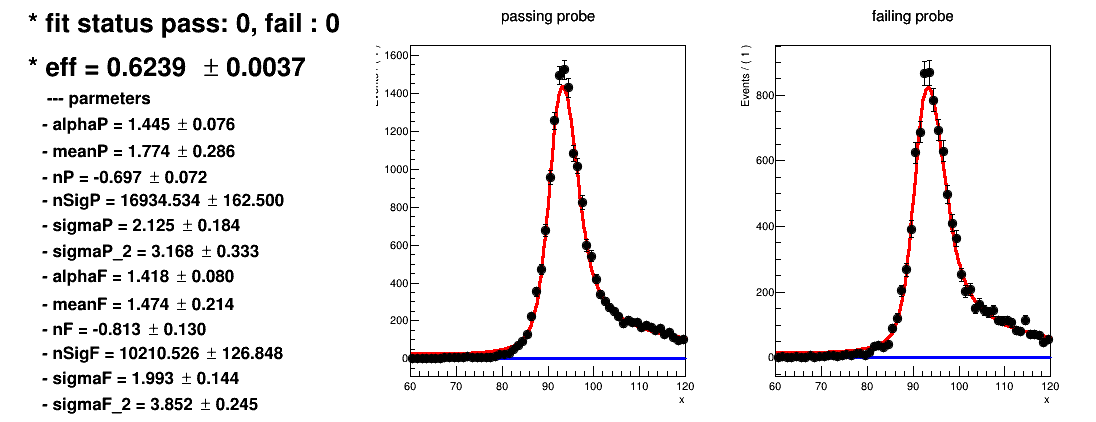 * fit status pass: 0, fail : 0
* eff = 0.6239 ± 0.0037
--- parmeters
- alphaP = 1.445 ± 0.076
- meanP = 1.774 ± 0.286
- nP = -0.697 ± 0.072
- nSigP = 16934.534 ± 162.500
- sigmaP = 2.125 ± 0.184
- sigmaP_2 = 3.168 ± 0.333
- alphaF = 1.418 ± 0.080
- meanF = 1.474 ± 0.214
- nF = -0.813 ± 0.130
- nSigF = 10210.526 ± 126.848
- sigmaF = 1.993 ± 0.144
- sigmaF_2 = 3.852 ± 0.245
passing probe
1600
1400
1200
1000
800
600
400
200
0
60 70 80 90 100 110 120
x
failing probe
Events / ( 1 )
800
600
400
200
0
60 70 80 90 100 110 120
x